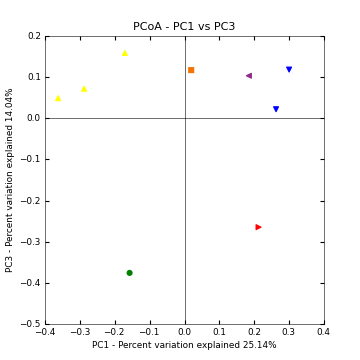 PCoA - PC1 vs PC3
0.2
0.1
0.0
−0.1
−0.2
−0.3
−0.4
−0.5
PC3 - Percent variation explained 14.04%
−0.4 −0.3 −0.2 −0.1 0.0 0.1 0.2 0.3 0.4
PC1 - Percent variation explained 25.14%